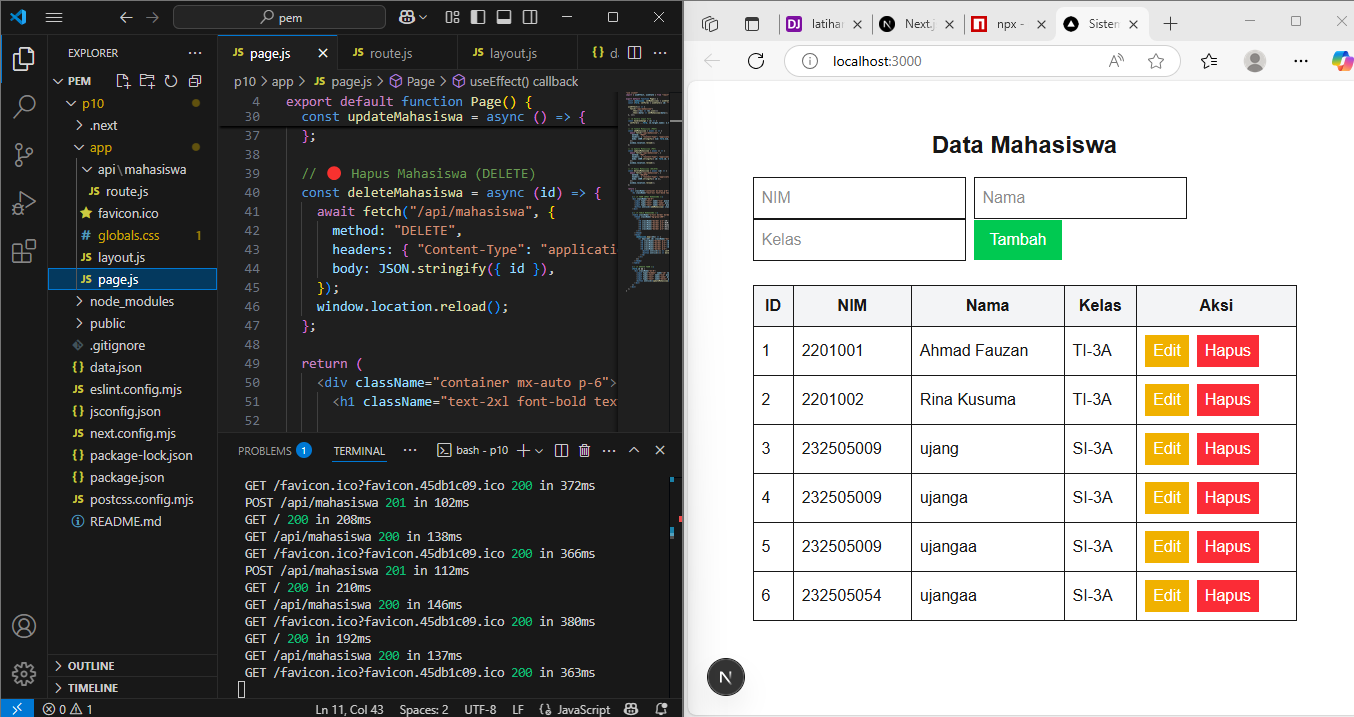 pem
EXPLORER
PEM
p10
.next
app
api\mahasiswa
JS route.js
favicon.ico
# globals.css 1
JS layout.js
JS page.js
node_modules
public
.gitignore
{} data.json
JS eslint.config.mjs
{} jsconfig.json
JS next.config.mjs
{} package-lock.json
{} package.json
JS postcss.config.mjs
README.md
OUTLINE
TIMELINE
JS page.js
JS route.js
JS layout.js
{} d
p10 > app > JS page.js > Page > useEffect() callback
4 export default function Page() {
30 const updateMahasiswa = async () => {
37 };
38
39 // 🔴 Hapus Mahasiswa (DELETE)
40 const deleteMahasiswa = async (id) => {
41 await fetch("/api/mahasiswa", {
42 method: "DELETE",
43 headers: { "Content-Type": "applicati
44 body: JSON.stringify({ id }),
45 });
46 window.location.reload();
47 };
48
49 return (
50 <div className="container mx-auto p-6">
51 <h1 className="text-2xl font-bold tex
52
PROBLEMS 1 TERMINAL bash - p10
GET /favicon.ico?favicon.45db1c09.ico 200 in 372ms
POST /api/mahasiswa 201 in 102ms
GET / 200 in 208ms
GET /api/mahasiswa 200 in 138ms
GET /favicon.ico?favicon.45db1c09.ico 200 in 366ms
POST /api/mahasiswa 201 in 112ms
GET / 200 in 210ms
GET /api/mahasiswa 200 in 146ms
GET /favicon.ico?favicon.45db1c09.ico 200 in 380ms
GET / 200 in 192ms
GET /api/mahasiswa 200 in 137ms
GET /favicon.ico?favicon.45db1c09.ico 200 in 363ms
0 1 Ln 11, Col 43 Spaces: 2 UTF-8 LF {} JavaScript
DJ latihan
N Next.j
npx -
Sistem
localhost:3000
Data Mahasiswa
NIM Nama
Kelas Tambah
ID NIM Nama Kelas Aksi
1 2201001 Ahmad Fauzan TI-3A Edit Hapus
2 2201002 Rina Kusuma TI-3A Edit Hapus
3 232505009 ujang SI-3A Edit Hapus
4 232505009 ujanga SI-3A Edit Hapus
5 232505009 ujangaa SI-3A Edit Hapus
6 232505054 ujangaa SI-3A Edit Hapus
N